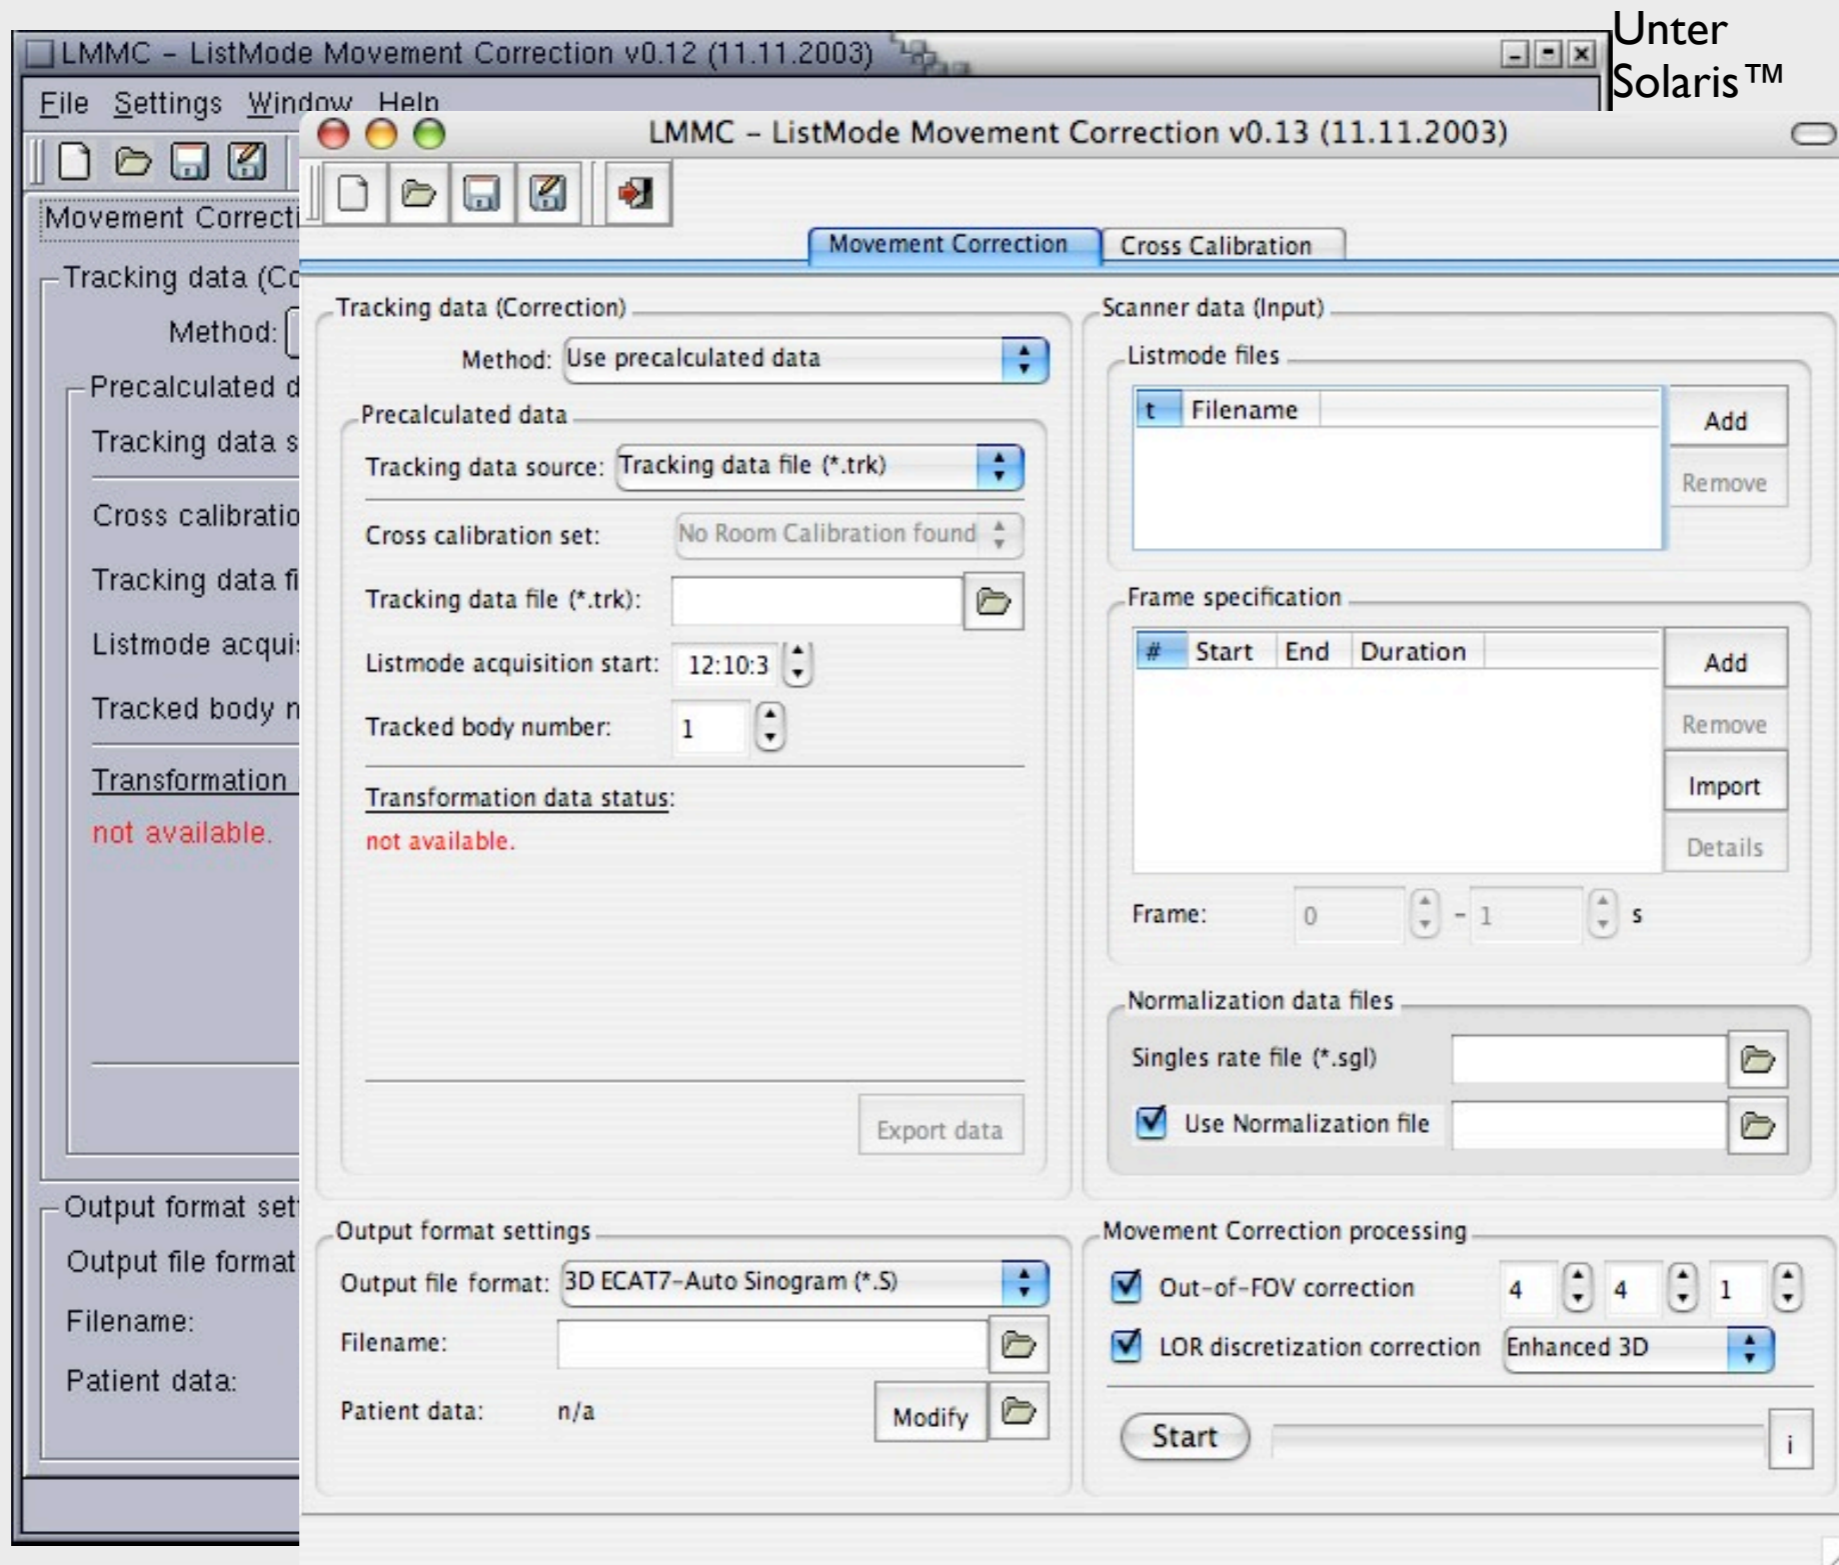 Unter
Solaris™
LMMC - ListMode Movement Correction v0.12 (11.11.2003)
File Settings Window Help
Movement Correcti
Tracking data (Co
Method:
Precalculated d
Tracking data s
Cross calibratio
Tracking data fi
Listmode acquis
Tracked body n
Transformation
not available.
Output format set
Output file format
Filename:
Patient data:
LMMC - ListMode Movement Correction v0.13 (11.11.2003)
Movement Correction Cross Calibration
Tracking data (Correction)
Method: Use precalculated data
Precalculated data
Tracking data source: Tracking data file (*.trk)
Cross calibration set: No Room Calibration found
Tracking data file (*.trk):
Listmode acquisition start: 12:10:3
Tracked body number: 1
Transformation data status:
not available.
Export data
Scanner data (Input)
Listmode files
t Filename
Add
Remove
Frame specification
# Start End Duration
Add
Remove
Import
Details
Frame: 0 - 1 s
Normalization data files
Singles rate file (*.sgl)
Use Normalization file
Output format settings
Output file format: 3D ECAT7-Auto Sinogram (*.S)
Filename:
Patient data: n/a Modify
Movement Correction processing
Out-of-FOV correction 4 4 1
LOR discretization correction Enhanced 3D
Start i